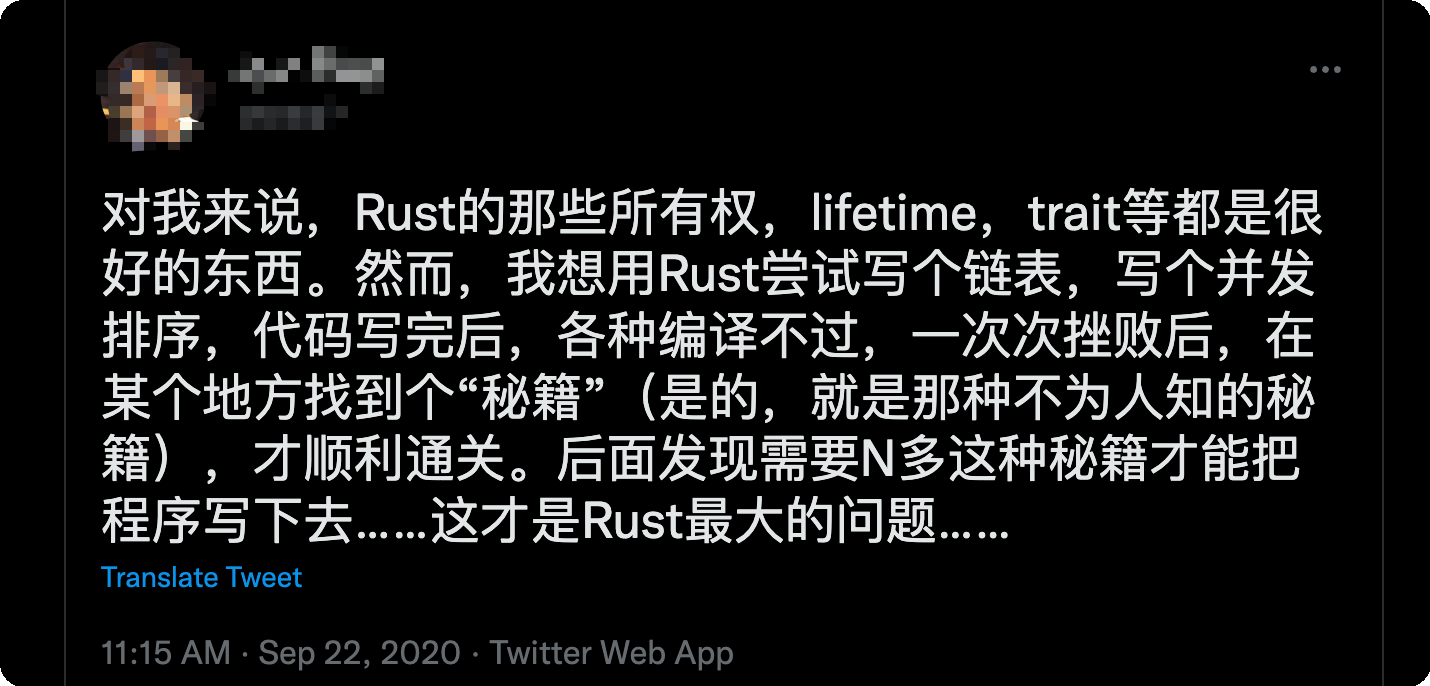 对我来说，Rust的那些所有权，lifetime，trait等都是很
好的东西。然而，我想用Rust尝试写个链表，写个并发
排序，代码写完后，各种编译不过，一次次挫败后，在
某个地方找到个“秘籍”（是的，就是那种不为人知的秘
籍），才顺利通关。后面发现需要N多这种秘籍才能把
程序写下去……这才是Rust最大的问题……
Translate Tweet
11:15 AM · Sep 22, 2020 · Twitter Web App